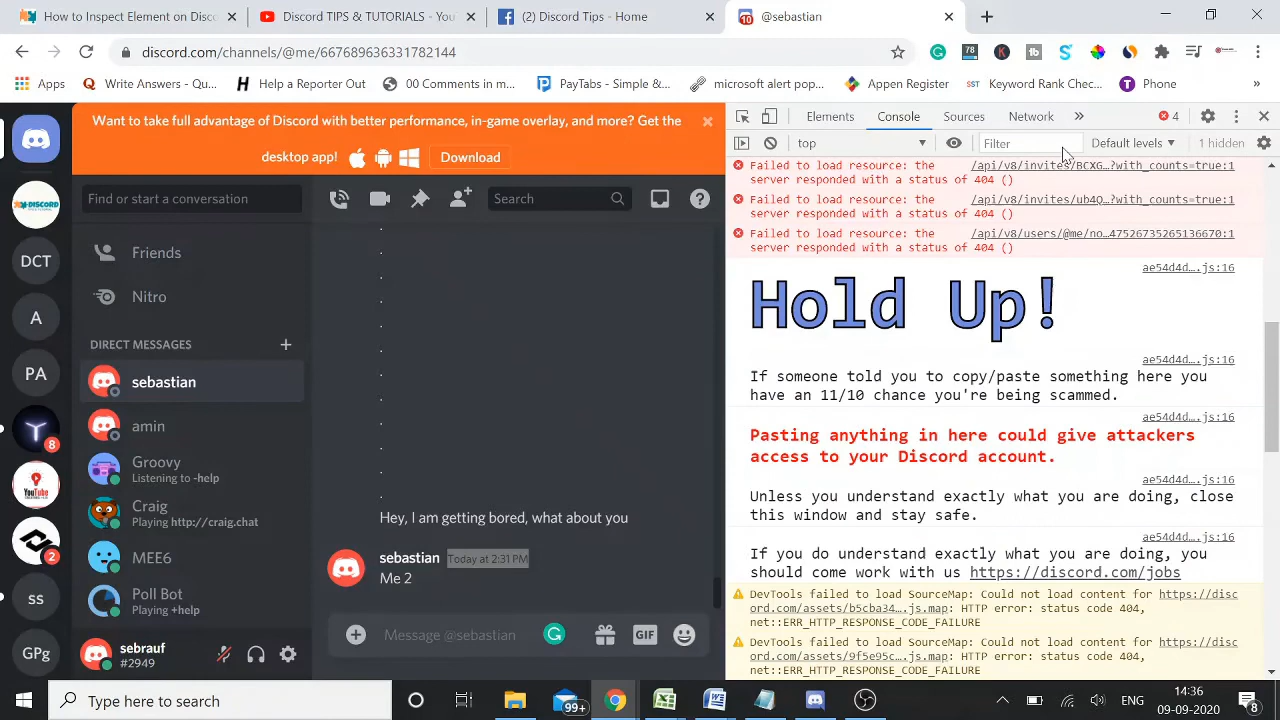 How to Inspect Element on Disco
Discord TIPS & TUTORIALS - Y
(2) Discord Tips - Home
10
@sebastian
discord.com/channels/@me/667689636331782144
78
Apps
Write Answers - Qu...
Help a Reporter Out
00 Comments in Mod...
PayTabs - Simple &...
microsoft alert pop...
Appen Register
Keyword Rank Chec...
Phone
»
Want to take full advantage of Discord with better performance, in-game overlay, and more? Get the
desktop app!
Download
Find or start a conversation
Search
Friends
Nitro
DIRECT MESSAGES
sebastian
amin
Groovy
Listening to -help
Craig
Playing http://craig.chat
MEE6
Poll Bot
Playing +help
sebrauf
#2949
DISCORD
DCT
A
PA
8
YouTube
2
ss
GPg
Hey, I am getting bored, what about you
sebastian Today at 2:31 PM
Me 2
Message @sebastian
GIF
Elements
Console
Sources
Network
»
4
top
Filter
Default levels
1 hidden
Failed to load resource: the /api/v8/invites/BCXG…?with_counts=true:1
server responded with a status of 404 ()
Failed to load resource: the /api/v8/invites/ub4Q…?with_counts=true:1
server responded with a status of 404 ()
Failed to load resource: the /api/v8/users/@me/no…47526735265136670:1
server responded with a status of 404 ()
ae54d4d….js:16
Hold Up!
ae54d4d….js:16
If someone told you to copy/paste something here you
have an 11/10 chance you're being scammed.
ae54d4d….js:16
Pasting anything in here could give attackers
access to your Discord account.
ae54d4d….js:16
Unless you understand exactly what you are doing, close
this window and stay safe.
ae54d4d….js:16
If you do understand exactly what you are doing, you
should come work with us https://discord.com/jobs
DevTools failed to load SourceMap: Could not load content for https://disc
ord.com/assets/b5cba34….js.map: HTTP error: status code 404,
net::ERR_HTTP_RESPONSE_CODE_FAILURE
DevTools failed to load SourceMap: Could not load content for https://disc
ord.com/assets/9f5e95c….js.map: HTTP error: status code 404,
net::ERR_HTTP_RESPONSE_CODE_FAILURE
Type here to search
99+
ENG
14:36
09-09-2020
8